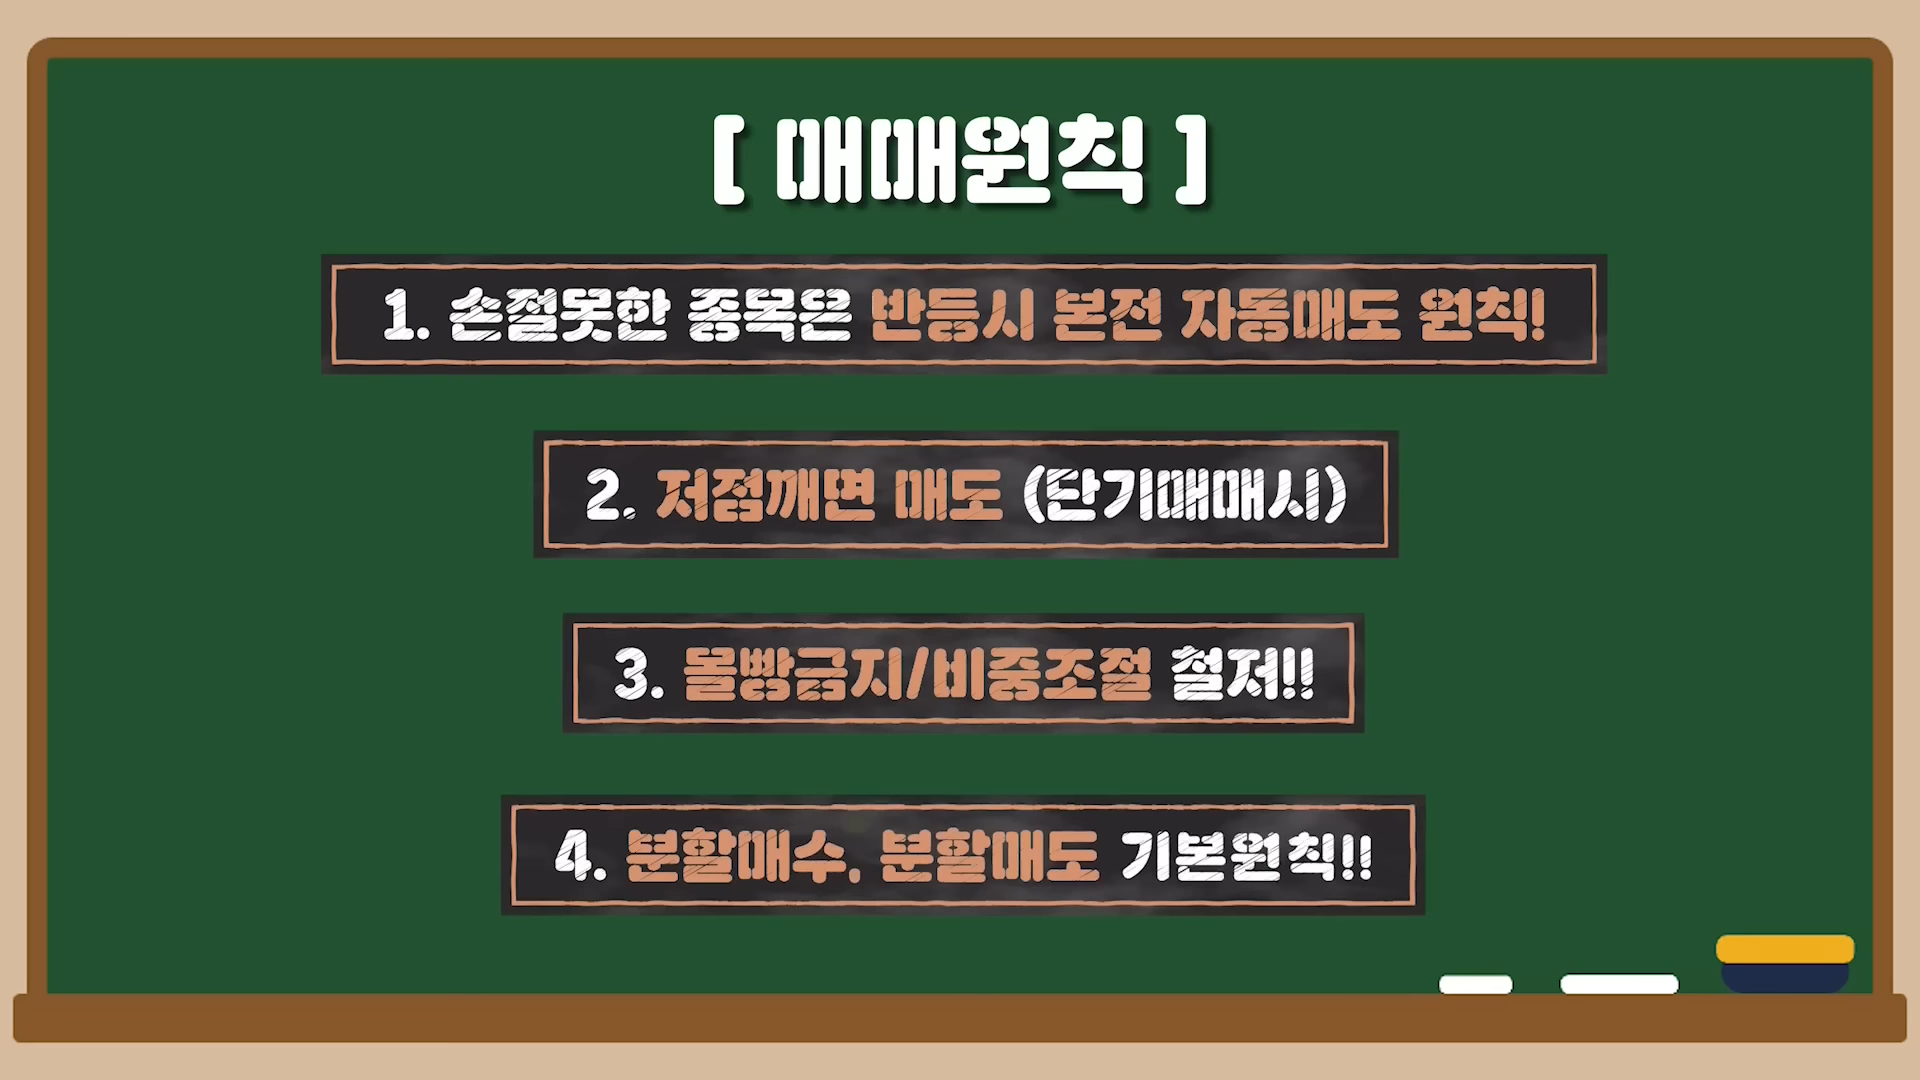 [ 매매원칙 ]
1. 손절못한 종목은 반등시 본전 자동매도 원칙!
2. 저점깨면 매도 (단기매매시)
3. 몰빵금지/비중조절 철저!!
4. 분할매수, 분할매도 기본원칙!!